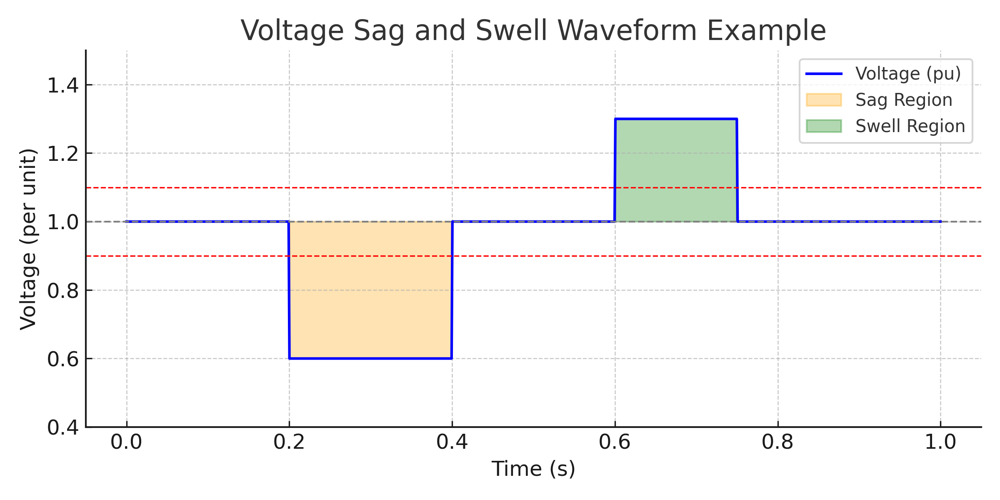 Voltage Sag and Swell Waveform Example
Voltage (pu)
Sag Region
Swell Region
Voltage (per unit)
1.4
1.2
1.0
0.8
0.6
0.4
0.0 0.2 0.4 0.6 0.8 1.0
Time (s)